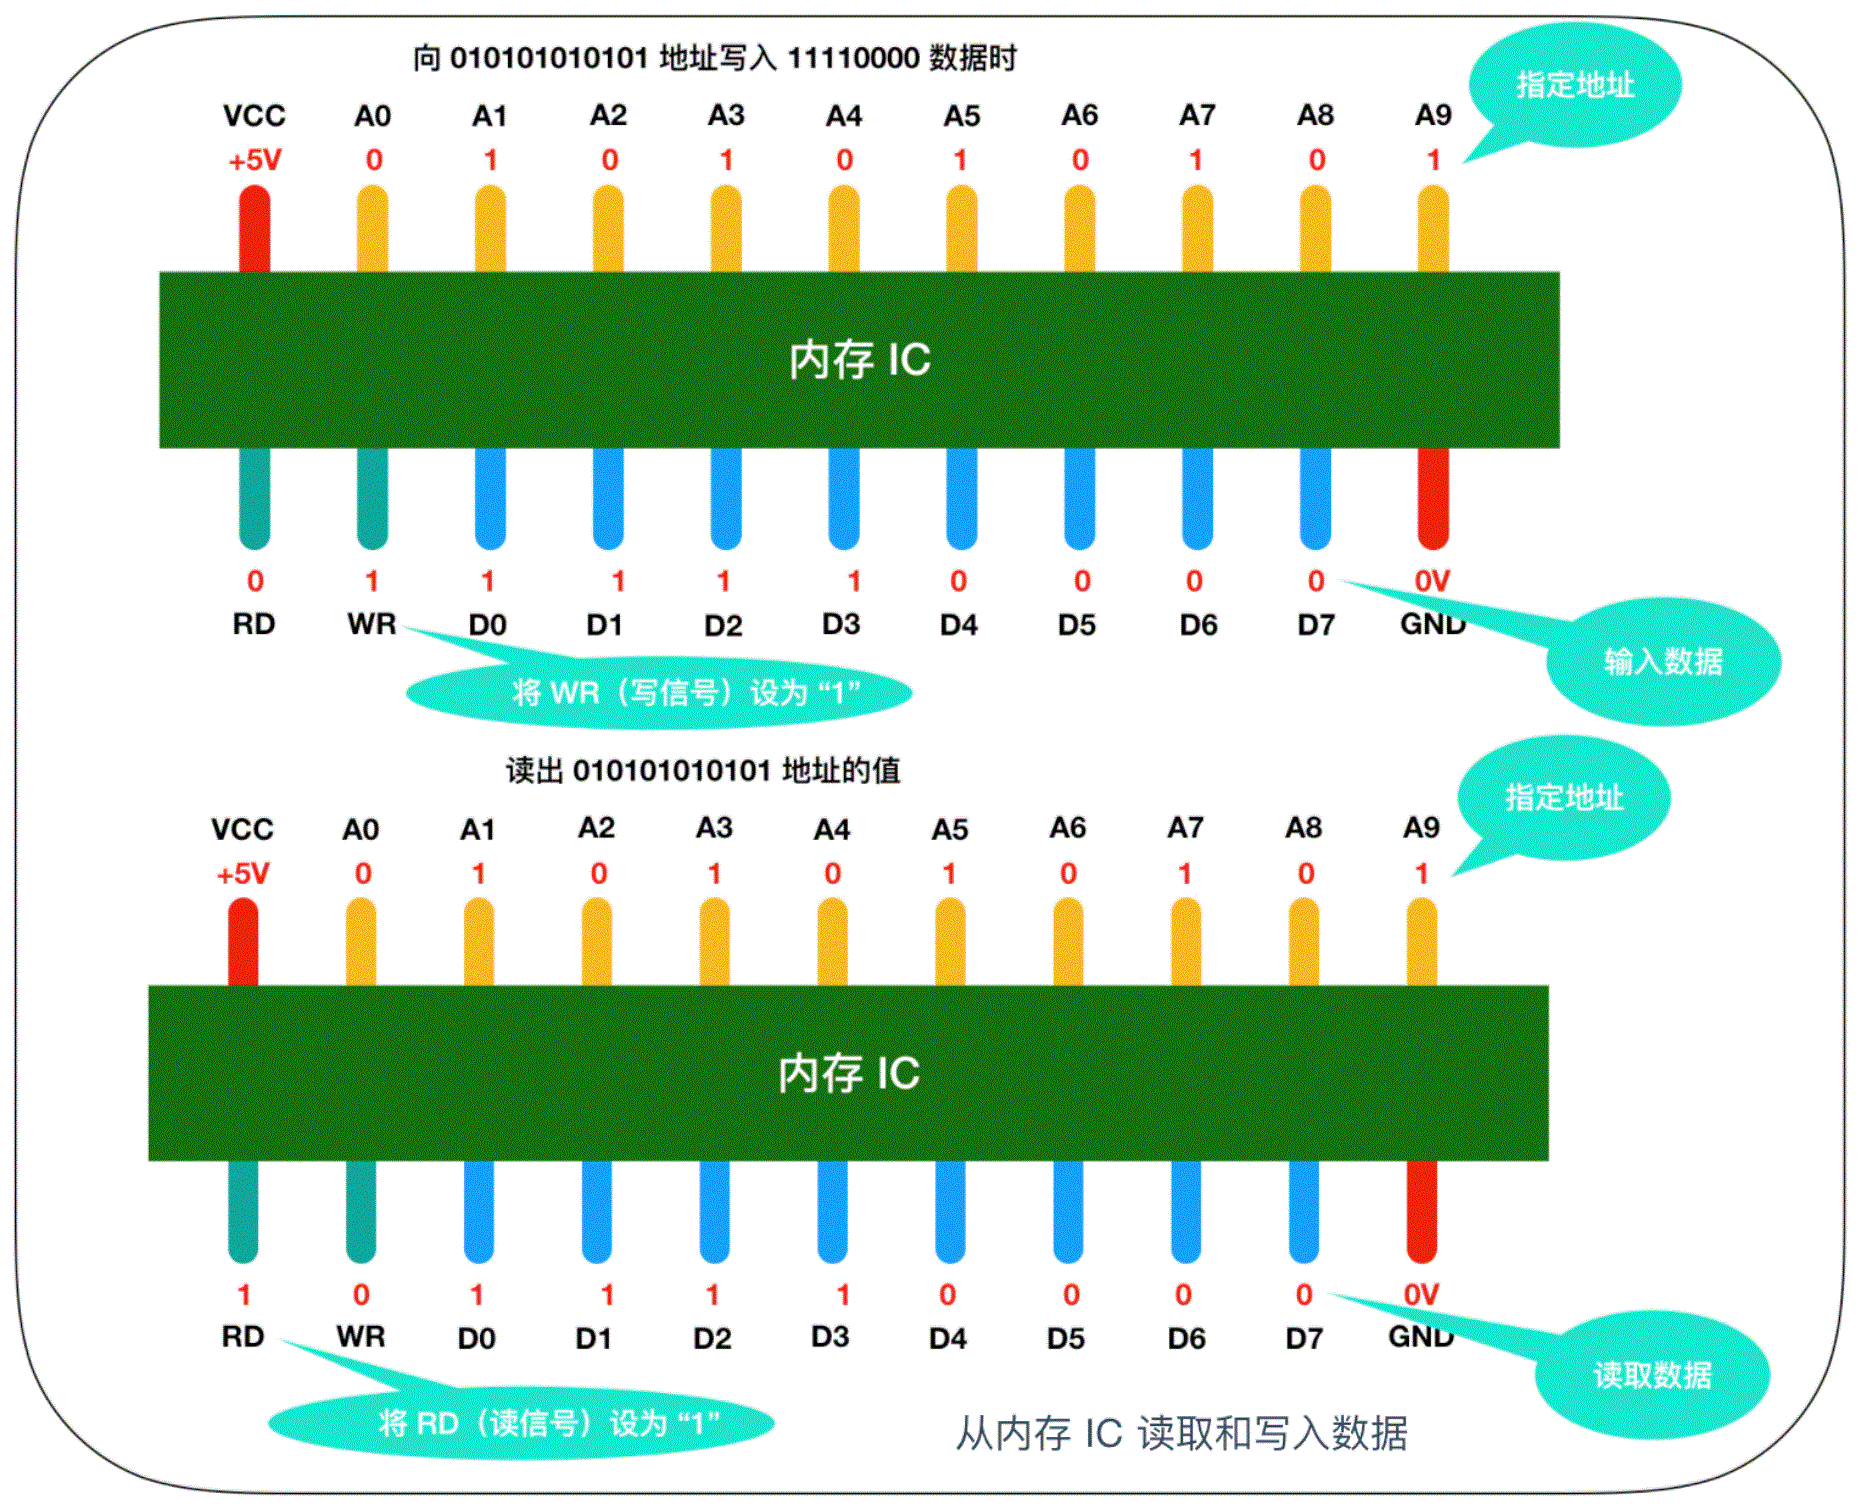 向 010101010101 地址写入 11110000 数据时
指定地址
VCC A0 A1 A2 A3 A4 A5 A6 A7 A8 A9
+5V 0 1 0 1 0 1 0 1 0 1
内存 IC
0 1 1 1 1 1 0 0 0 0 0V
RD WR D0 D1 D2 D3 D4 D5 D6 D7 GND
输入数据
将 WR（写信号）设为 “1”
读出 010101010101 地址的值
指定地址
VCC A0 A1 A2 A3 A4 A5 A6 A7 A8 A9
+5V 0 1 0 1 0 1 0 1 0 1
内存 IC
1 0 1 1 1 1 0 0 0 0 0V
RD WR D0 D1 D2 D3 D4 D5 D6 D7 GND
读取数据
将 RD（读信号）设为 “1”
从内存 IC 读取和写入数据